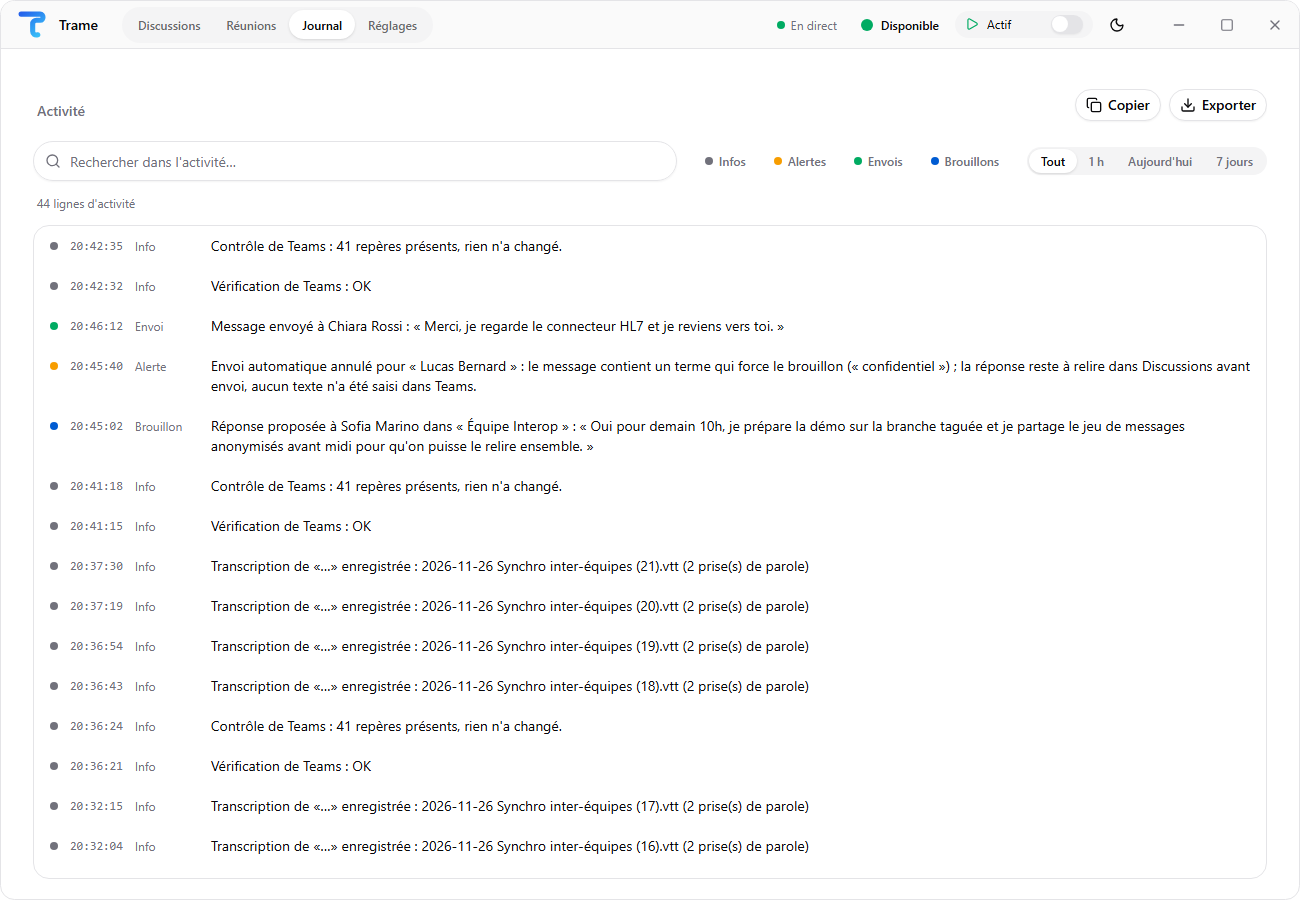 Trame
Discussions
Réunions
Journal
Réglages
En direct
Disponible
Actif
Activité
Copier
Exporter
Rechercher dans l'activité...
Infos
Alertes
Envois
Brouillons
Tout
1 h
Aujourd'hui
7 jours
44 lignes d'activité
20:42:35 Info Contrôle de Teams : 41 repères présents, rien n'a changé.
20:42:32 Info Vérification de Teams : OK
20:46:12 Envoi Message envoyé à Chiara Rossi : « Merci, je regarde le connecteur HL7 et je reviens vers toi. »
20:45:40 Alerte Envoi automatique annulé pour « Lucas Bernard » : le message contient un terme qui force le brouillon (« confidentiel ») ; la réponse reste à relire dans Discussions avant
envoi, aucun texte n'a été saisi dans Teams.
20:45:02 Brouillon Réponse proposée à Sofia Marino dans « Équipe Interop » : « Oui pour demain 10h, je prépare la démo sur la branche taguée et je partage le jeu de messages
anonymisés avant midi pour qu'on puisse le relire ensemble. »
20:41:18 Info Contrôle de Teams : 41 repères présents, rien n'a changé.
20:41:15 Info Vérification de Teams : OK
20:37:30 Info Transcription de «...» enregistrée : 2026-11-26 Synchro inter-équipes (21).vtt (2 prise(s) de parole)
20:37:19 Info Transcription de «...» enregistrée : 2026-11-26 Synchro inter-équipes (20).vtt (2 prise(s) de parole)
20:36:54 Info Transcription de «...» enregistrée : 2026-11-26 Synchro inter-équipes (19).vtt (2 prise(s) de parole)
20:36:43 Info Transcription de «...» enregistrée : 2026-11-26 Synchro inter-équipes (18).vtt (2 prise(s) de parole)
20:36:24 Info Contrôle de Teams : 41 repères présents, rien n'a changé.
20:36:21 Info Vérification de Teams : OK
20:32:15 Info Transcription de «...» enregistrée : 2026-11-26 Synchro inter-équipes (17).vtt (2 prise(s) de parole)
20:32:04 Info Transcription de «...» enregistrée : 2026-11-26 Synchro inter-équipes (16).vtt (2 prise(s) de parole)